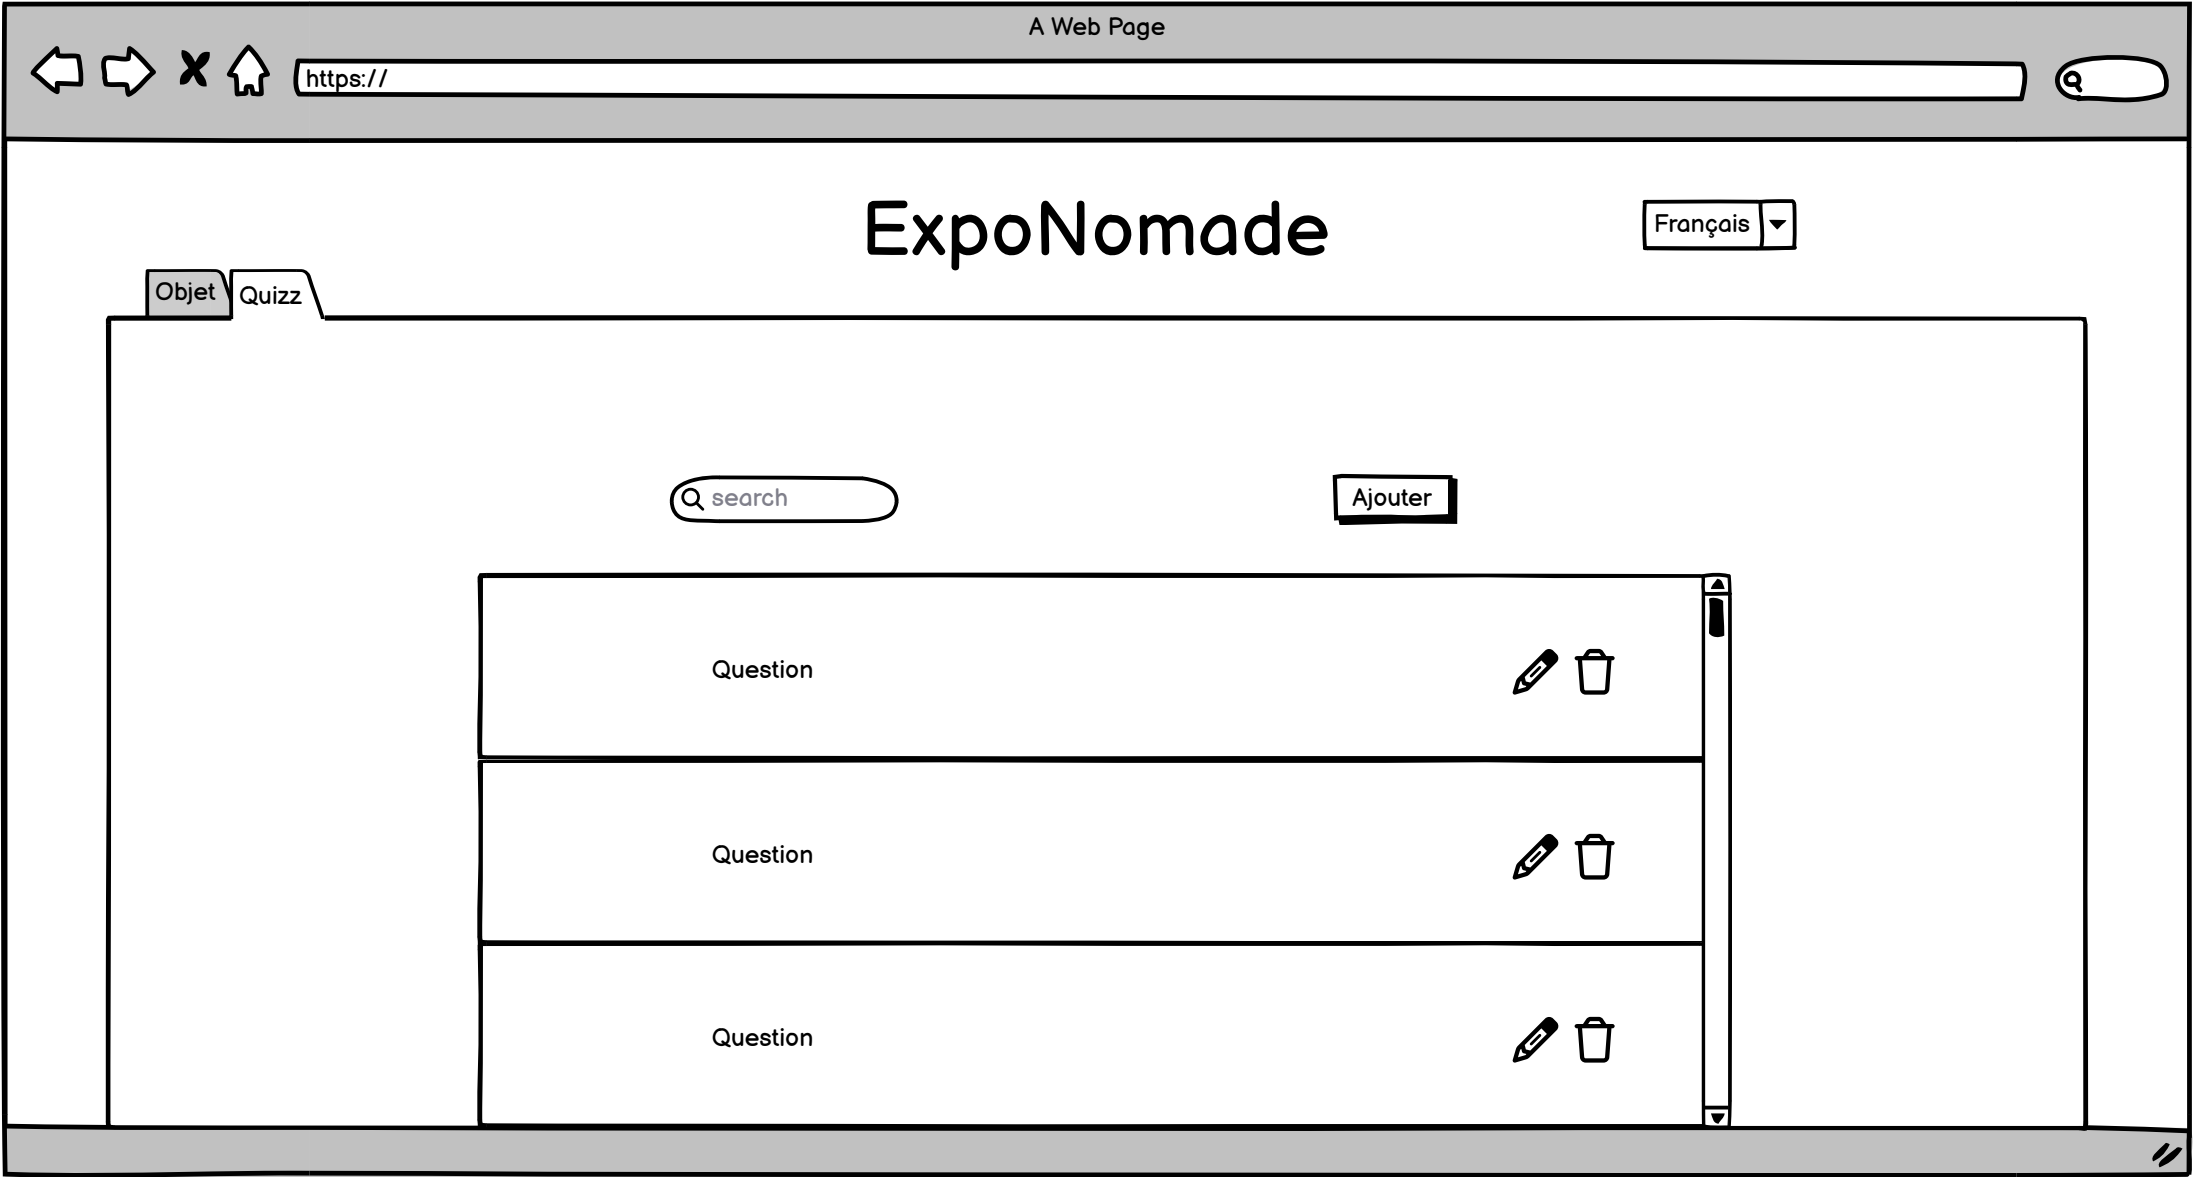 A Web Page
https://
ExpoNomade
Français
Objet
Quizz
search
Ajouter
Question
Question
Question